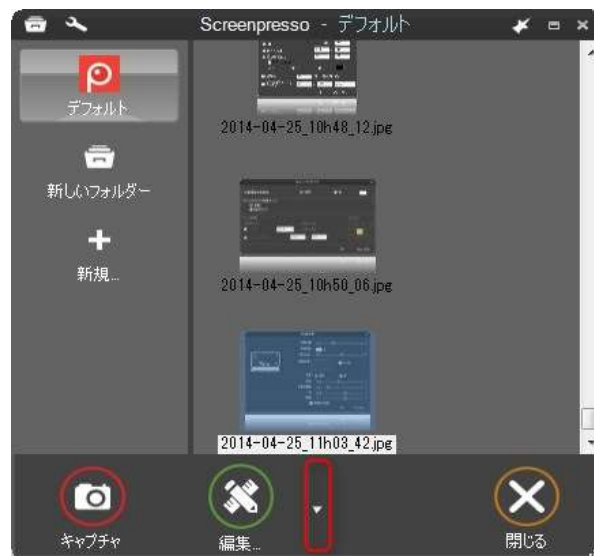 Screenpresso - デフォルト
デフォルト
新しいフォルダー
新規...
2014-04-25_10h48_12.jpg
2014-04-25_10h50_06.jpg
2014-04-25_11h03_42.jpg
キャプチャ
編集...
閉じる